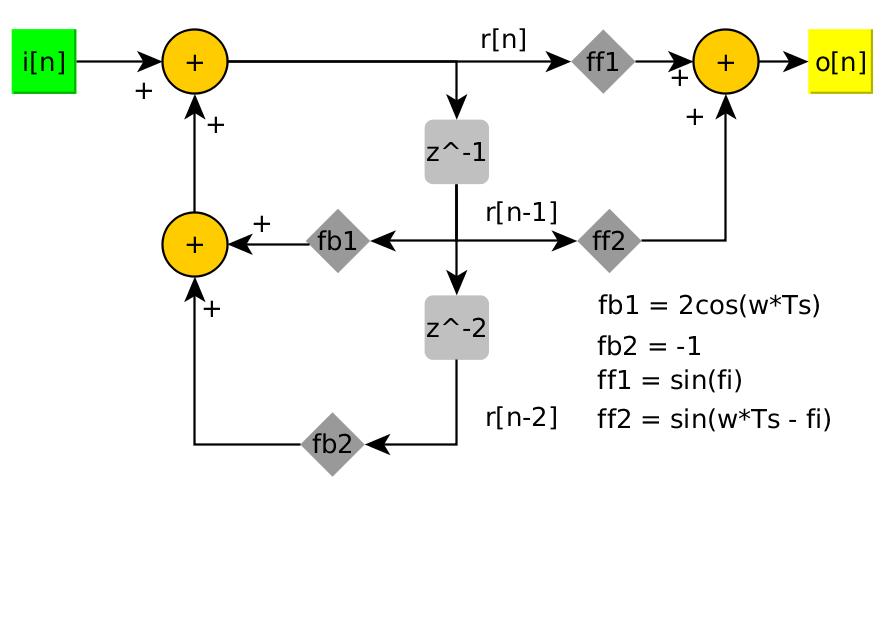 r[n]
i[n]
+
ff1
+
o[n]
+
+
+
+
z^-1
r[n-1]
+
+
fb1
ff2
+
z^-2
fb1 = 2cos(w*Ts)
fb2 = -1
ff1 = sin(fi)
r[n-2]
ff2 = sin(w*Ts - fi)
fb2